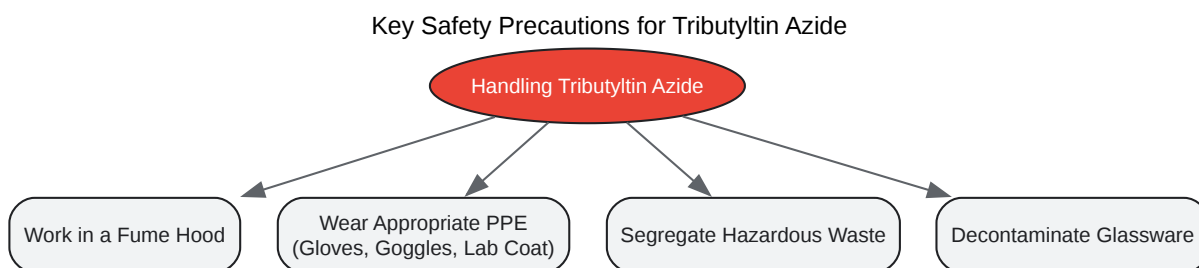 Key Safety Precautions for Tributyltin Azide
Handling Tributyltin Azide
Work in a Fume Hood
Wear Appropriate PPE
(Gloves, Goggles, Lab Coat)
Segregate Hazardous Waste
Decontaminate Glassware